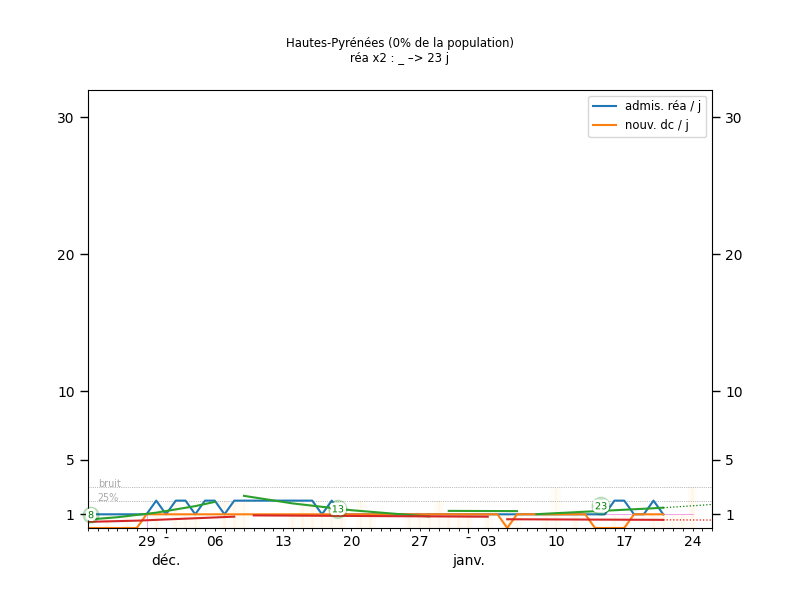 Hautes-Pyrénées (0% de la population)
réa x2 : _ –> 23 j
admis. réa / j
nouv. dc / j
30 30
20 20
10 10
5 5
bruit
25%
1 1
8 13 23
29 - 06 13 20 27 - 03 10 17 24
déc. janv.